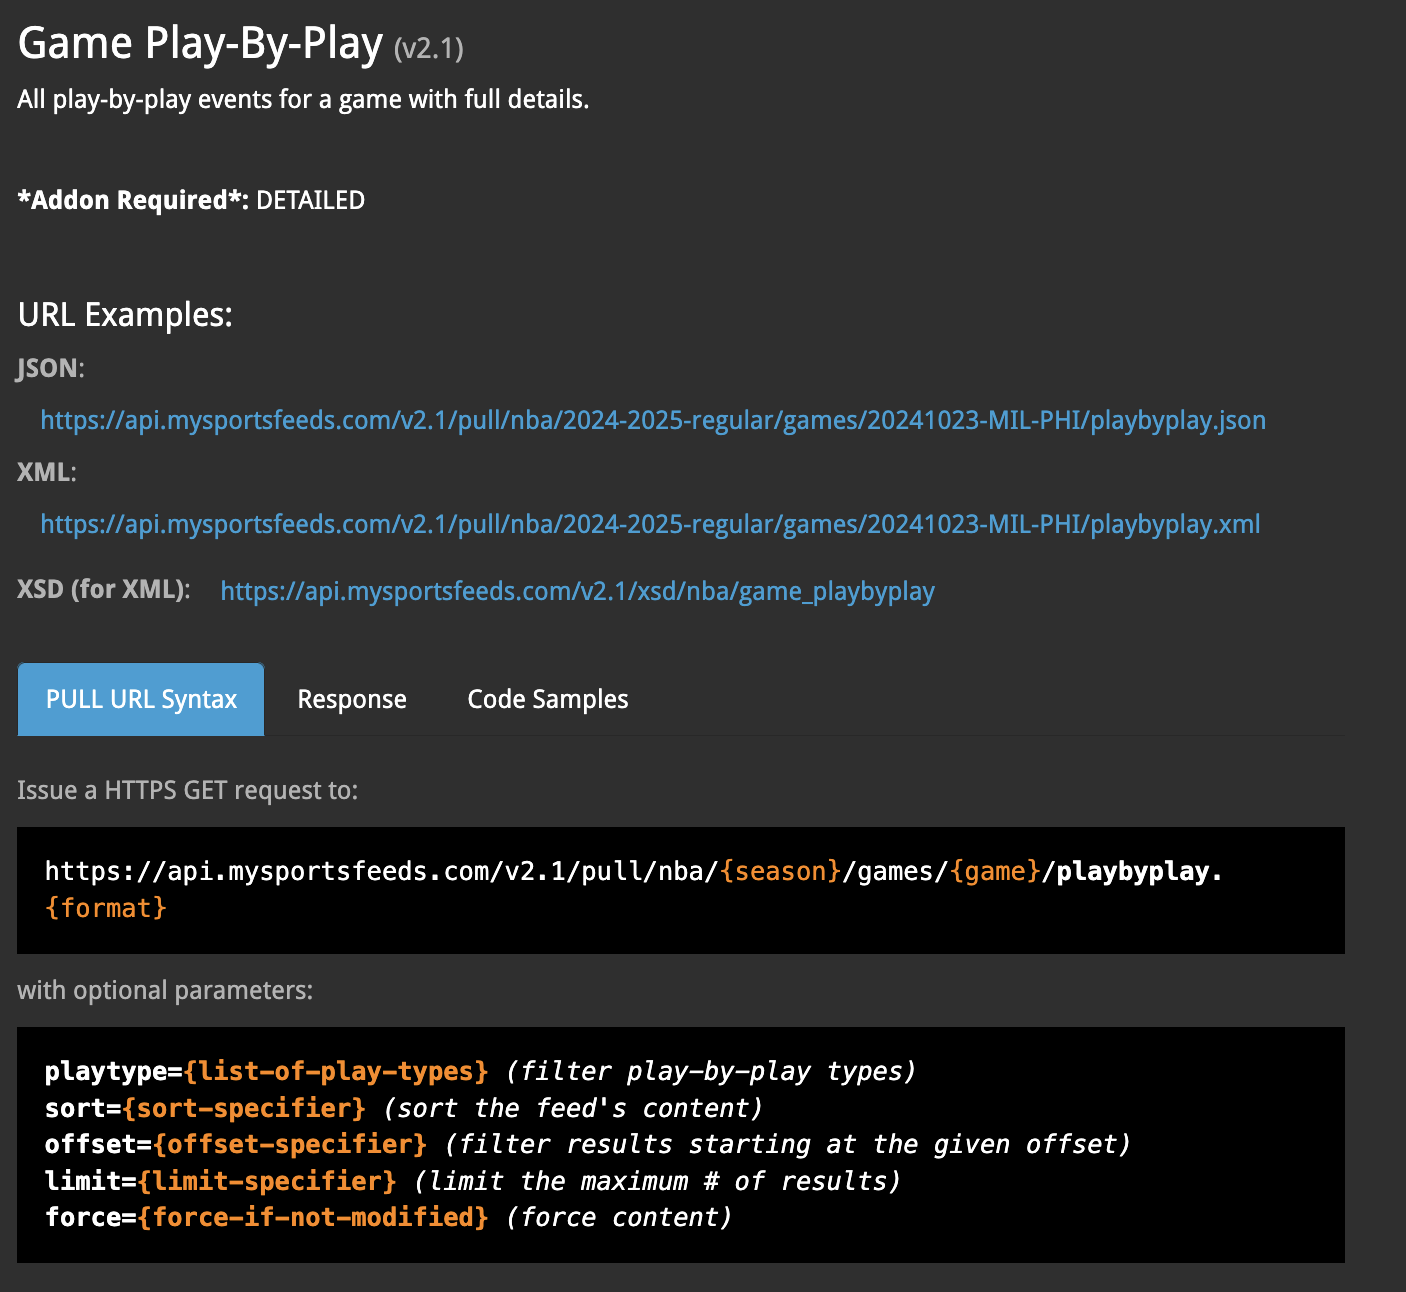 Game Play-By-Play (v2.1)
All play-by-play events for a game with full details.
*Addon Required*: DETAILED
URL Examples:
JSON:
https://api.mysportsfeeds.com/v2.1/pull/nba/2024-2025-regular/games/20241023-MIL-PHI/playbyplay.json
XML:
https://api.mysportsfeeds.com/v2.1/pull/nba/2024-2025-regular/games/20241023-MIL-PHI/playbyplay.xml
XSD (for XML): https://api.mysportsfeeds.com/v2.1/xsd/nba/game_playbyplay
PULL URL Syntax Response Code Samples
Issue a HTTPS GET request to:
https://api.mysportsfeeds.com/v2.1/pull/nba/{season}/games/{game}/playbyplay.
{format}
with optional parameters:
playtype={list-of-play-types} (filter play-by-play types)
sort={sort-specifier} (sort the feed's content)
offset={offset-specifier} (filter results starting at the given offset)
limit={limit-specifier} (limit the maximum # of results)
force={force-if-not-modified} (force content)